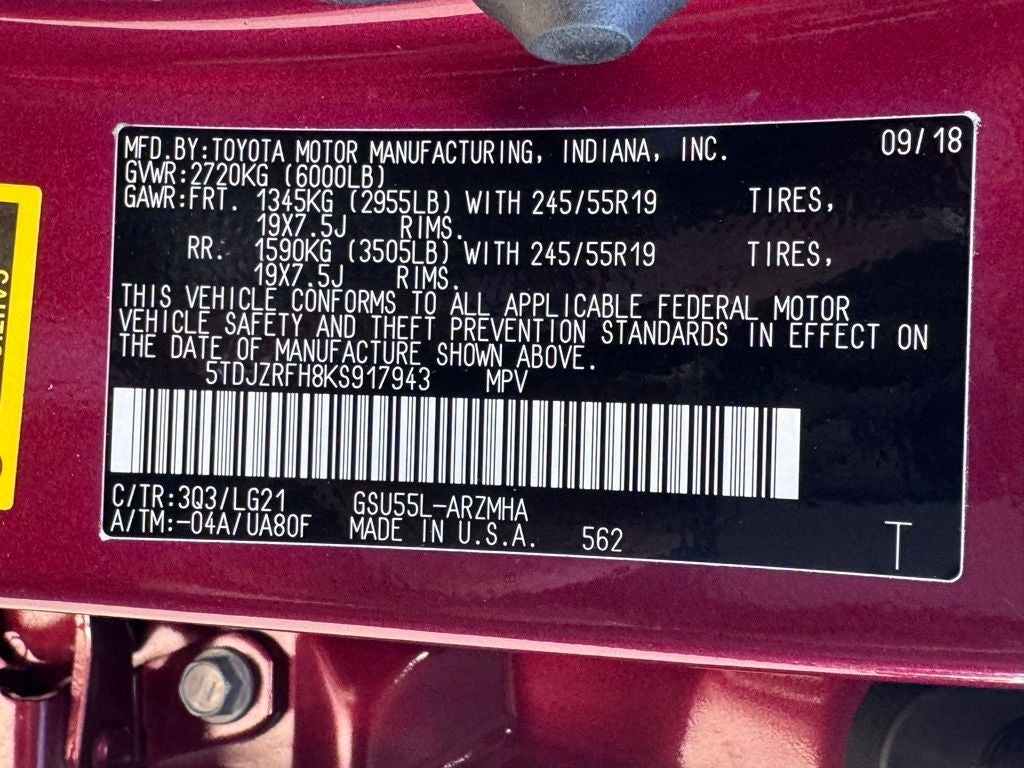 MFD.BY:TOYOTA MOTOR MANUFACTURING, INDIANA, INC. 09/18
GVWR:2720KG (6000LB)
GAWR:FRT. 1345KG (2955LB) WITH 245/55R19 TIRES,
19X7.5J RIMS.
RR. 1590KG (3505LB) WITH 245/55R19 TIRES,
19X7.5J RIMS.
THIS VEHICLE CONFORMS TO ALL APPLICABLE FEDERAL MOTOR
VEHICLE SAFETY AND THEFT PREVENTION STANDARDS IN EFFECT ON
THE DATE OF MANUFACTURE SHOWN ABOVE.
5TDJZRFH8KS917943 MPV
C/TR:3Q3/LG21 GSU55L-ARZMHA
A/TM:-04A/UA80F MADE IN U.S.A. 562 T